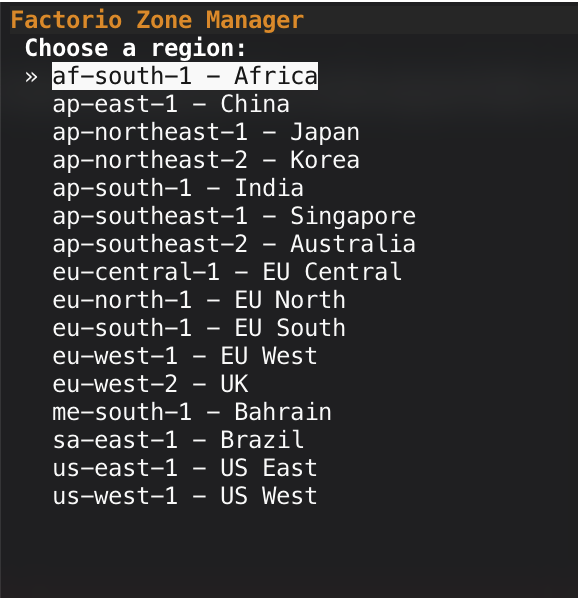 Factorio Zone Manager
Choose a region:
» af-south-1 - Africa
ap-east-1 - China
ap-northeast-1 - Japan
ap-northeast-2 - Korea
ap-south-1 - India
ap-southeast-1 - Singapore
ap-southeast-2 - Australia
eu-central-1 - EU Central
eu-north-1 - EU North
eu-south-1 - EU South
eu-west-1 - EU West
eu-west-2 - UK
me-south-1 - Bahrain
sa-east-1 - Brazil
us-east-1 - US East
us-west-1 - US West